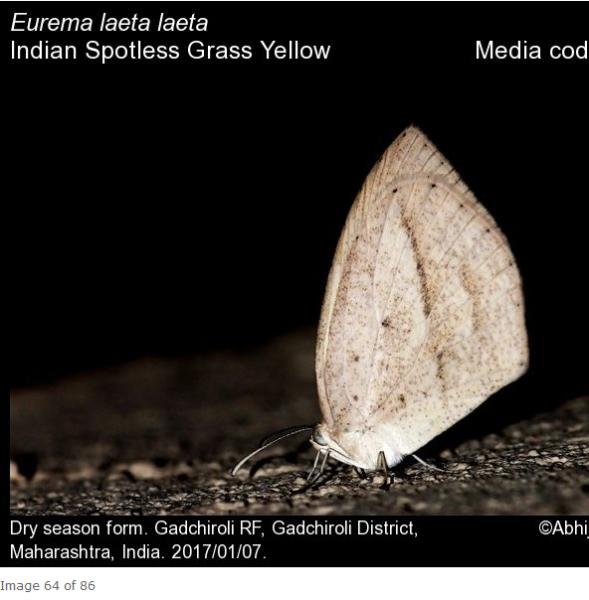 Eurema laeta laeta
Indian Spotless Grass Yellow Media cod
Dry season form. Gadchiroli RF, Gadchiroli District, ©Abhij
Maharashtra, India. 2017/01/07.
Image 64 of 86